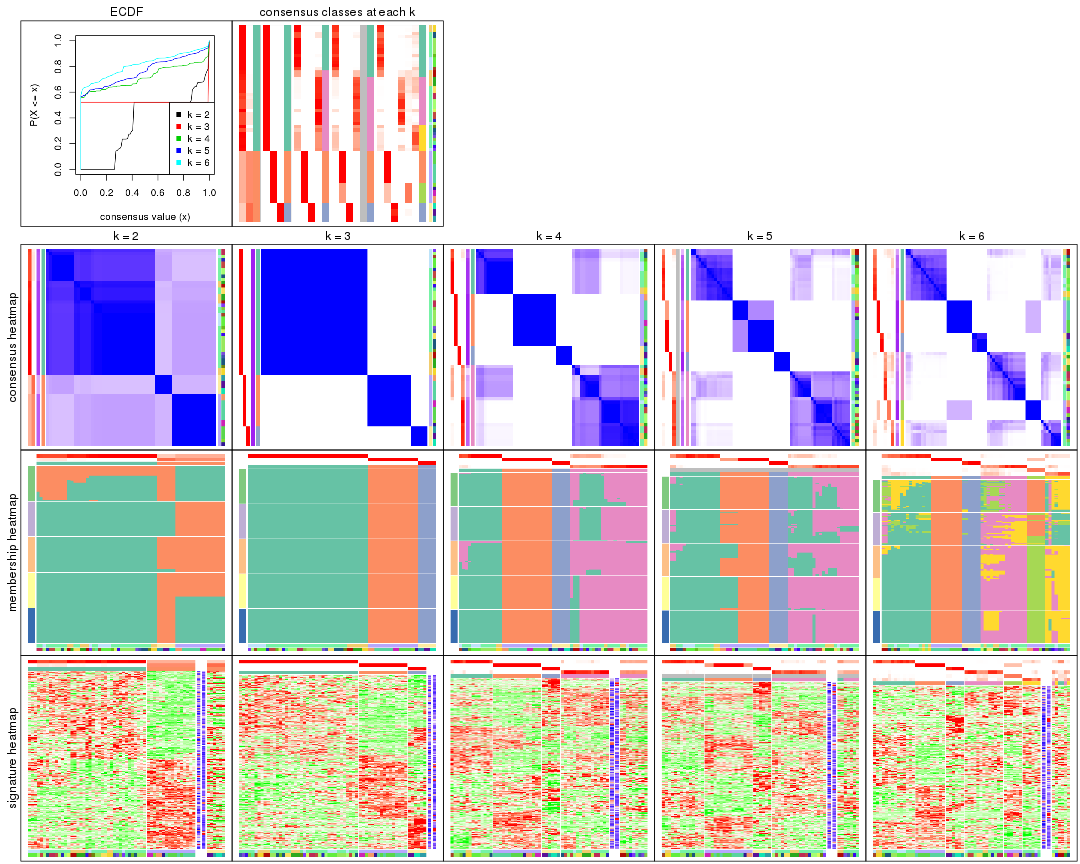 ECDF
consensus classes at each k
P(X <= x)
0.0 0.2 0.4 0.6 0.8 1.0
k = 2
k = 3
k = 4
k = 5
k = 6
0.0 0.2 0.4 0.6 0.8 1.0
consensus value (x)
k = 2
k = 3
k = 4
k = 5
k = 6
consensus heatmap
membership heatmap
signature heatmap